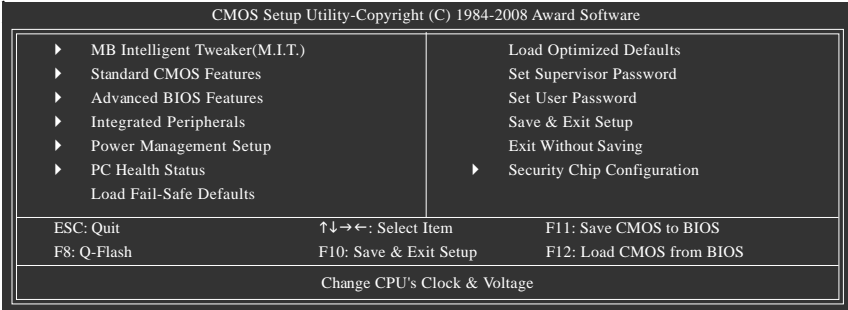 CMOS Setup Utility-Copyright (C) 1984-2008 Award Software
MB Intelligent Tweaker(M.I.T.)
Standard CMOS Features
Advanced BIOS Features
Integrated Peripherals
Power Management Setup
PC Health Status
Load Fail-Safe Defaults
Load Optimized Defaults
Set Supervisor Password
Set User Password
Save & Exit Setup
Exit Without Saving
Security Chip Configuration
ESC: Quit ↑↓→←: Select Item F11: Save CMOS to BIOS
F8: Q-Flash F10: Save & Exit Setup F12: Load CMOS from BIOS
Change CPU's Clock & Voltage